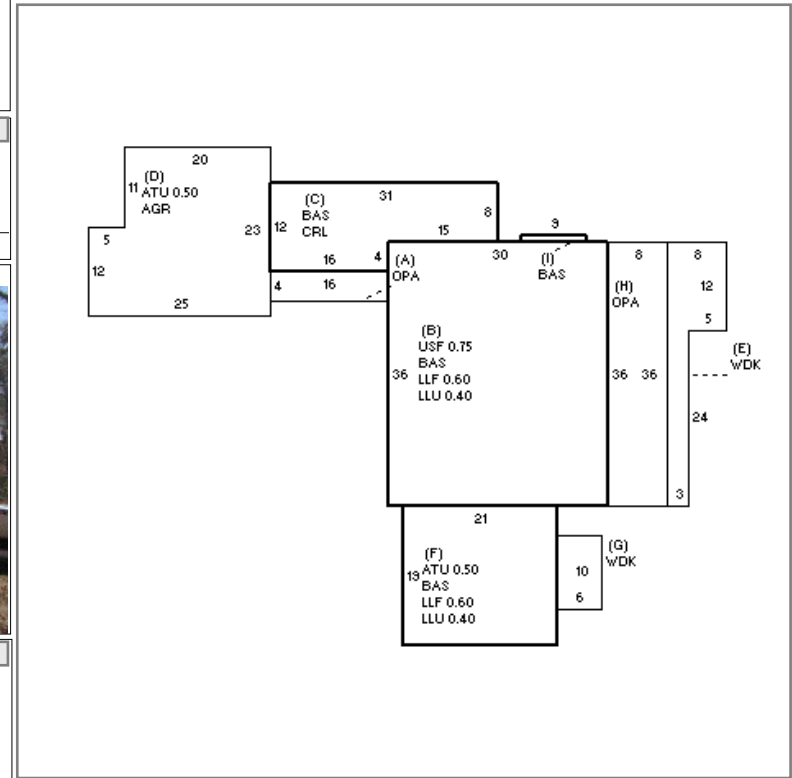 20
11
(D)
ATU 0.50
AGR
5
12
23
25
31
(C)
BAS
CRL
12
8
15
16
4
4
16
(A)
OPA
9
30
(I)
BAS
(B)
USF 0.75
BAS
LLF 0.60
LLU 0.40
36
8
(H)
OPA
36
36
8
12
5
(E)
WDK
24
3
21
(F)
ATU 0.50
BAS
LLF 0.60
LLU 0.40
19
(G)
WDK
10
6